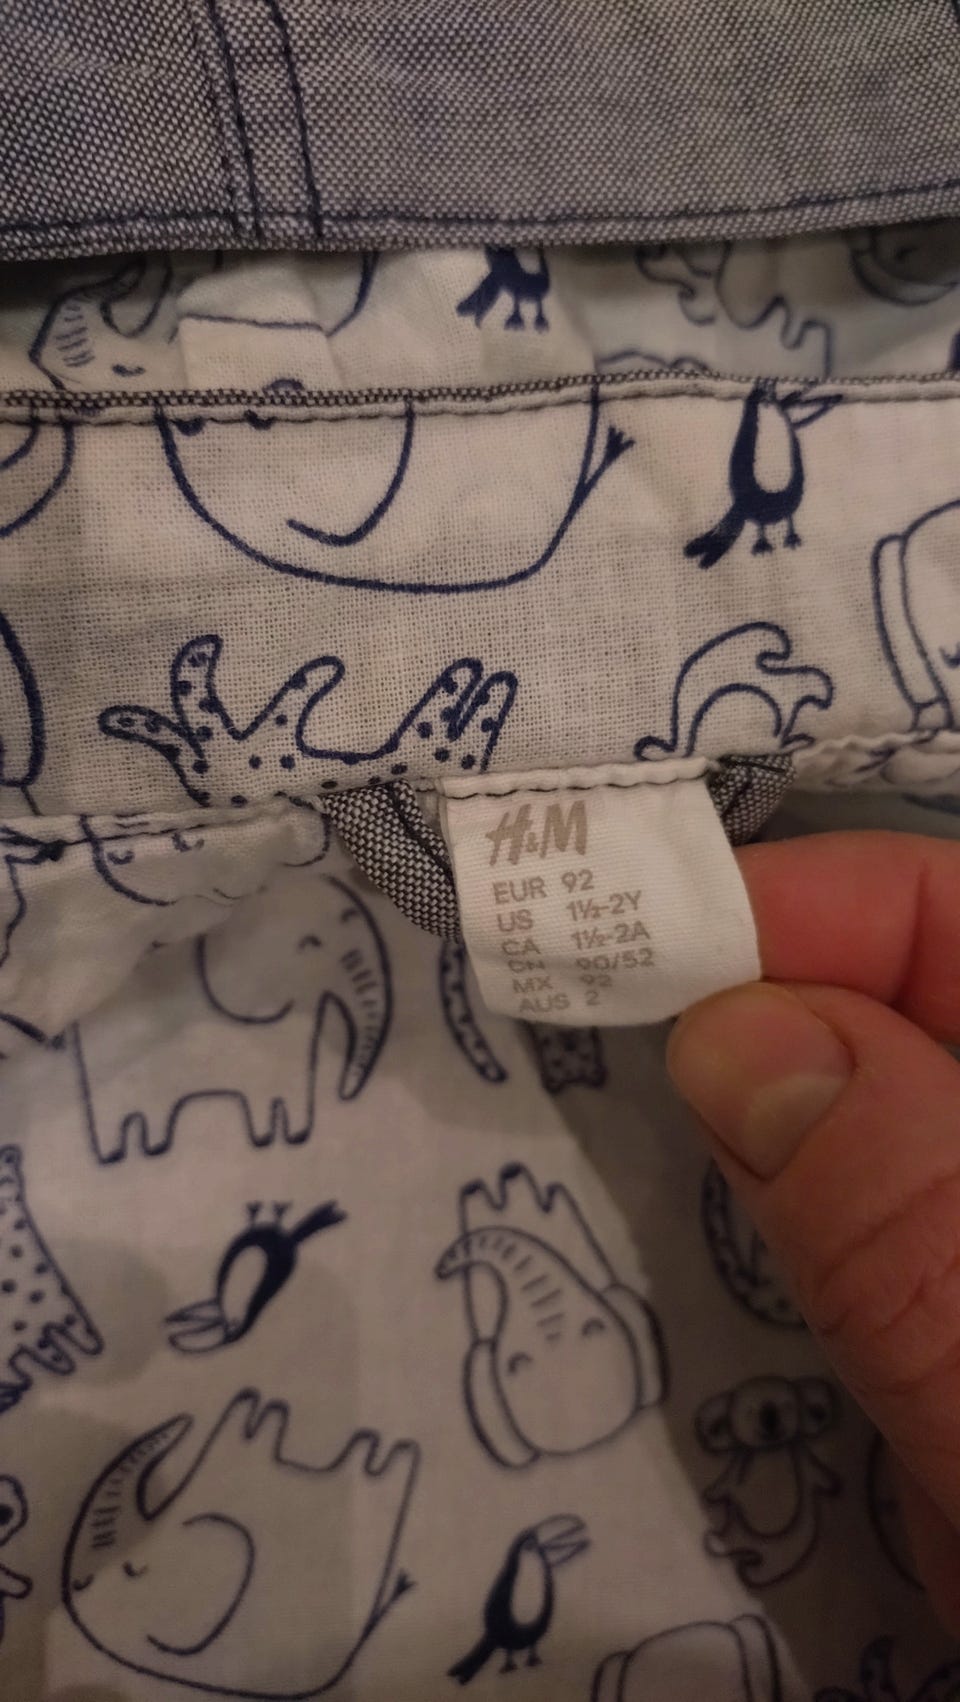 H&M
EUR 92
US 1½-2Y
CA 1½-2A
CN 90/52
MX 92
AUS 2